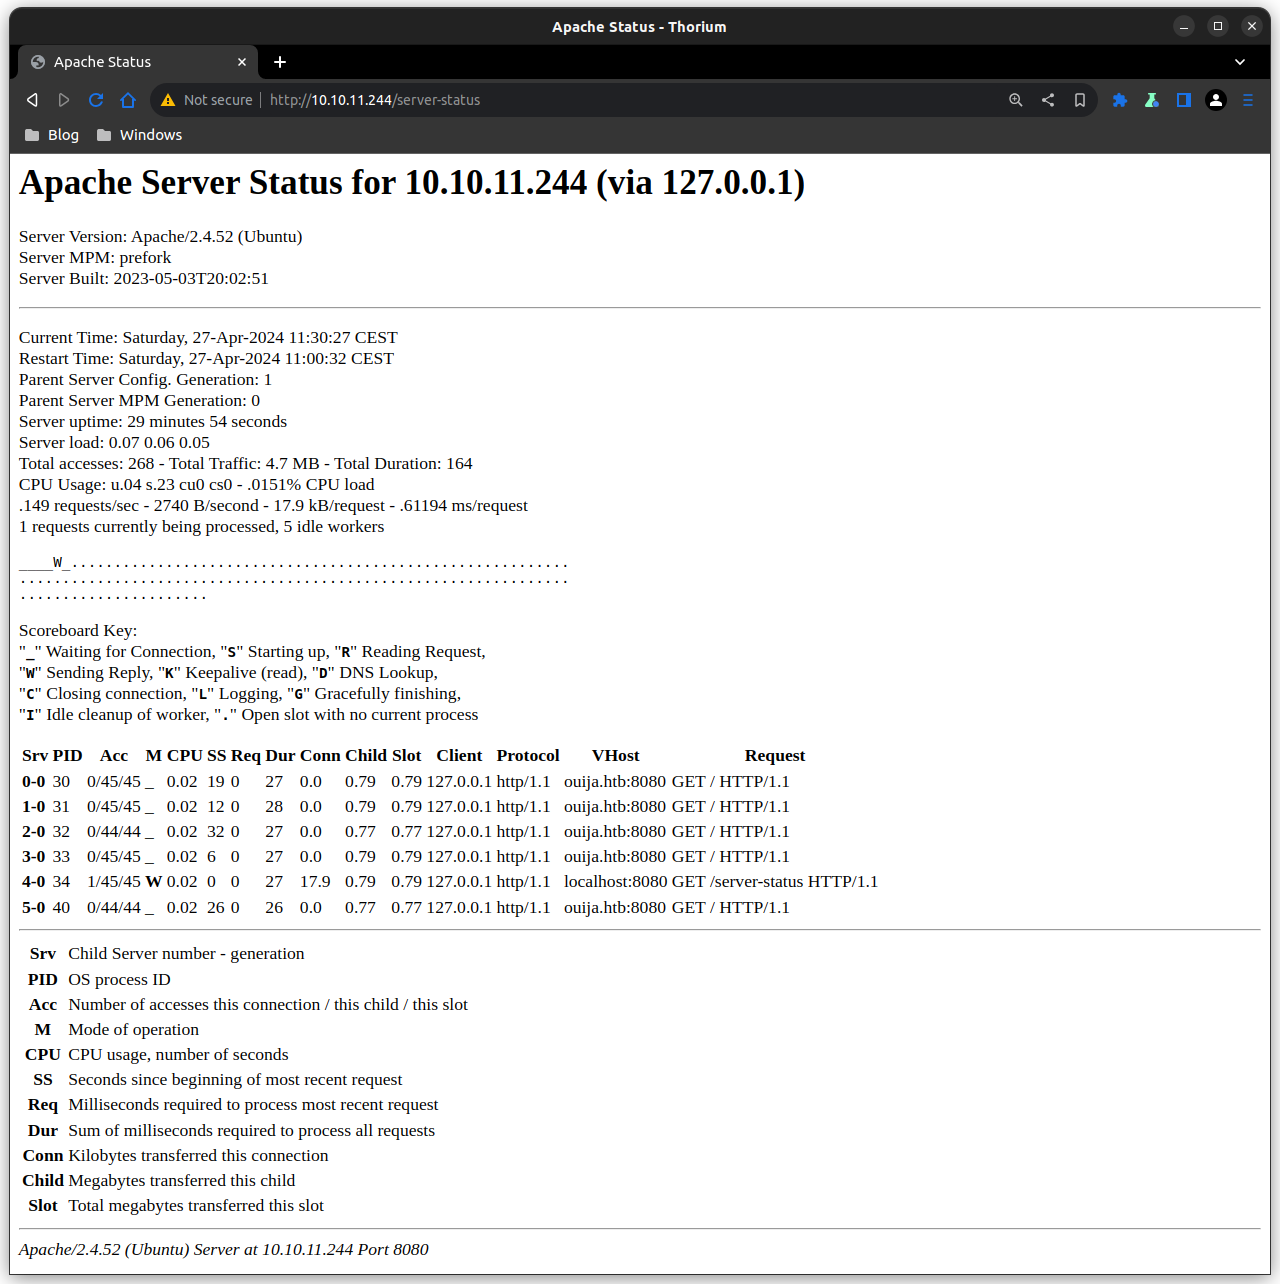 Apache Status - Thorium
Apache Status
Not secure http://10.10.11.244/server-status
Blog Windows
Apache Server Status for 10.10.11.244 (via 127.0.0.1)
Server Version: Apache/2.4.52 (Ubuntu)
Server MPM: prefork
Server Built: 2023-05-03T20:02:51
Current Time: Saturday, 27-Apr-2024 11:30:27 CEST
Restart Time: Saturday, 27-Apr-2024 11:00:32 CEST
Parent Server Config. Generation: 1
Parent Server MPM Generation: 0
Server uptime: 29 minutes 54 seconds
Server load: 0.07 0.06 0.05
Total accesses: 268 - Total Traffic: 4.7 MB - Total Duration: 164
CPU Usage: u.04 s.23 cu0 cs0 - .0151% CPU load
.149 requests/sec - 2740 B/second - 17.9 kB/request - .61194 ms/request
1 requests currently being processed, 5 idle workers
____W_..........................................................
................................................................
......................
Scoreboard Key:
"_" Waiting for Connection, "S" Starting up, "R" Reading Request,
"W" Sending Reply, "K" Keepalive (read), "D" DNS Lookup,
"C" Closing connection, "L" Logging, "G" Gracefully finishing,
"I" Idle cleanup of worker, "." Open slot with no current process
Srv PID Acc M CPU SS Req Dur Conn Child Slot Client Protocol VHost Request
0-0 30 0/45/45 _ 0.02 19 0 27 0.0 0.79 0.79 127.0.0.1 http/1.1 ouija.htb:8080 GET / HTTP/1.1
1-0 31 0/45/45 _ 0.02 12 0 28 0.0 0.79 0.79 127.0.0.1 http/1.1 ouija.htb:8080 GET / HTTP/1.1
2-0 32 0/44/44 _ 0.02 32 0 27 0.0 0.77 0.77 127.0.0.1 http/1.1 ouija.htb:8080 GET / HTTP/1.1
3-0 33 0/45/45 _ 0.02 6 0 27 0.0 0.79 0.79 127.0.0.1 http/1.1 ouija.htb:8080 GET / HTTP/1.1
4-0 34 1/45/45 W 0.02 0 0 27 17.9 0.79 0.79 127.0.0.1 http/1.1 localhost:8080 GET /server-status HTTP/1.1
5-0 40 0/44/44 _ 0.02 26 0 26 0.0 0.77 0.77 127.0.0.1 http/1.1 ouija.htb:8080 GET / HTTP/1.1
Srv Child Server number - generation
PID OS process ID
Acc Number of accesses this connection / this child / this slot
M Mode of operation
CPU CPU usage, number of seconds
SS Seconds since beginning of most recent request
Req Milliseconds required to process most recent request
Dur Sum of milliseconds required to process all requests
Conn Kilobytes transferred this connection
Child Megabytes transferred this child
Slot Total megabytes transferred this slot
Apache/2.4.52 (Ubuntu) Server at 10.10.11.244 Port 8080